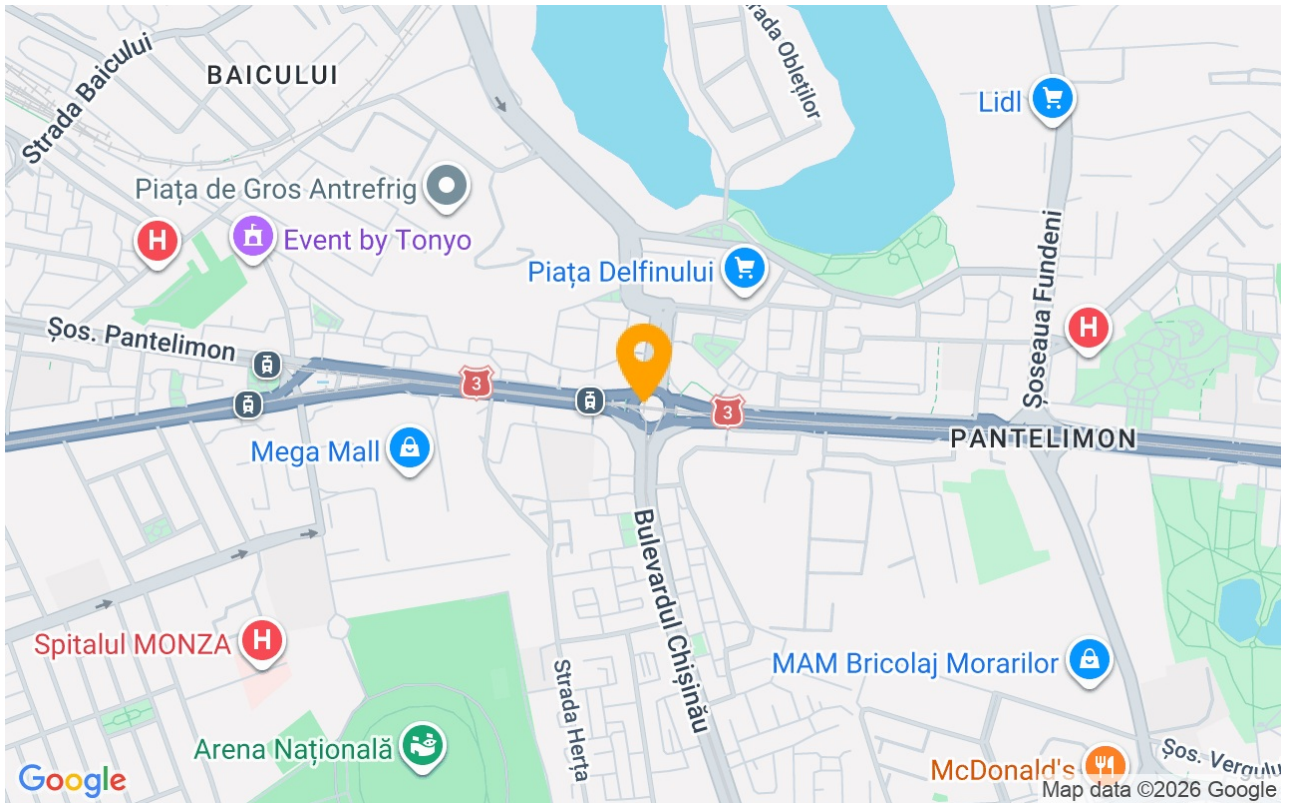 BAICULUI
Strada Baicului
Strada Obleților
Lidl
Piața de Gros Antrefrig
H
Event by Tonyo
Piața Delfinului
Șoseaua Fundeni
H
Șos. Pantelimon
3
3
PANTELIMON
Mega Mall
Bulevardul Chișinău
Spitalul MONZA
H
Strada Herța
MAM Bricolaj Morarilor
Arena Națională
McDonald's
Șos. Vergulu
Google
Map data ©2026 Google